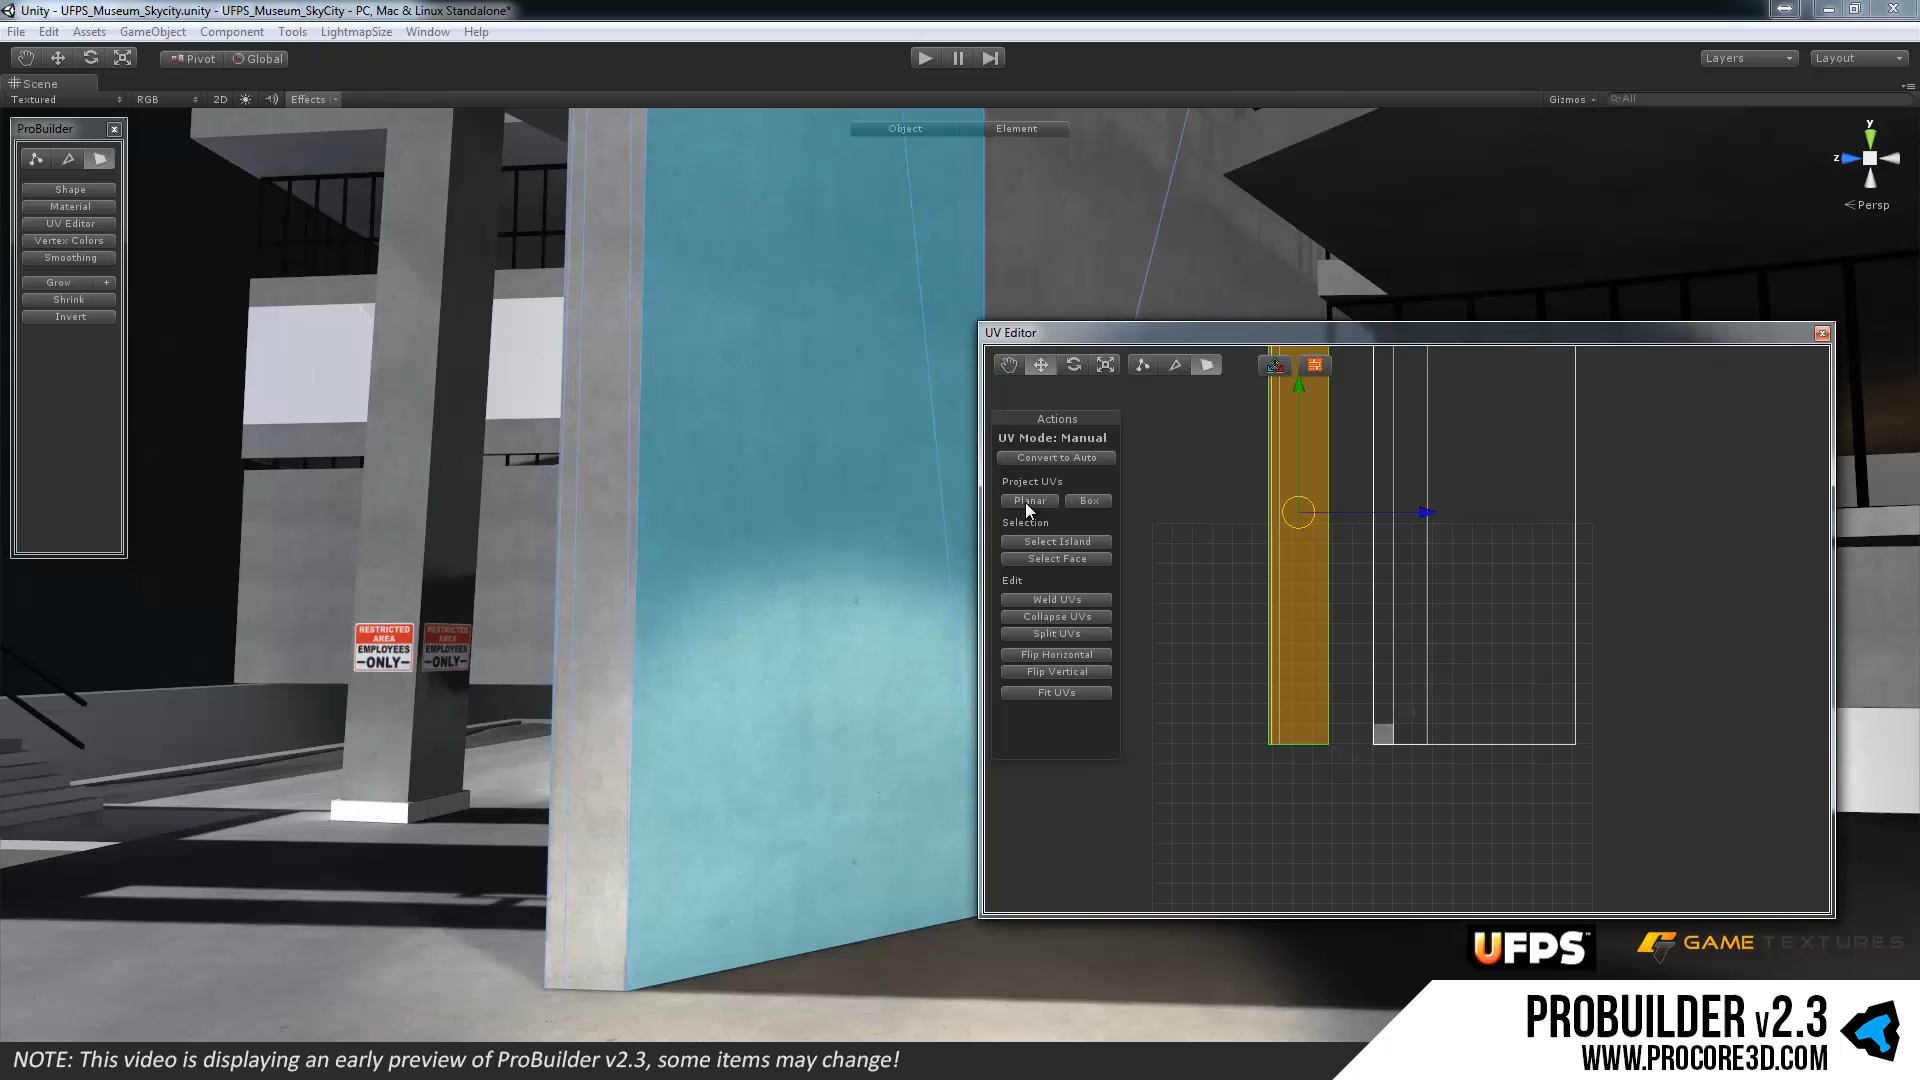 Unity - UFPS_Museum_Skycity.unity - UFPS_Museum_SkyCity - PC, Mac & Linux Standalone*
File Edit Assets GameObject Component Tools LightmapSize Window Help
Pivot Global
Layers Layout
Scene
Textured RGB 2D Effects Gizmos All
ProBuilder
Object Element
Shape
Material
UV Editor
Vertex Colors
Smoothing
Grow +
Shrink
Invert
y
z
Persp
UV Editor
Actions
UV Mode: Manual
Convert to Auto
Project UVs
Planar Box
Selection
Select Island
Select Face
Edit
Weld UVs
Collapse UVs
Split UVs
Flip Horizontal
Flip Vertical
Fit UVs
RESTRICTED
AREA
EMPLOYEES
-ONLY-
RESTRICTED
AREA
EMPLOYEES
-ONLY-
UFPS™
GAME TEXTURES
PROBUILDER v2.3
WWW.PROCORE3D.COM
NOTE: This video is displaying an early preview of ProBuilder v2.3, some items may change!